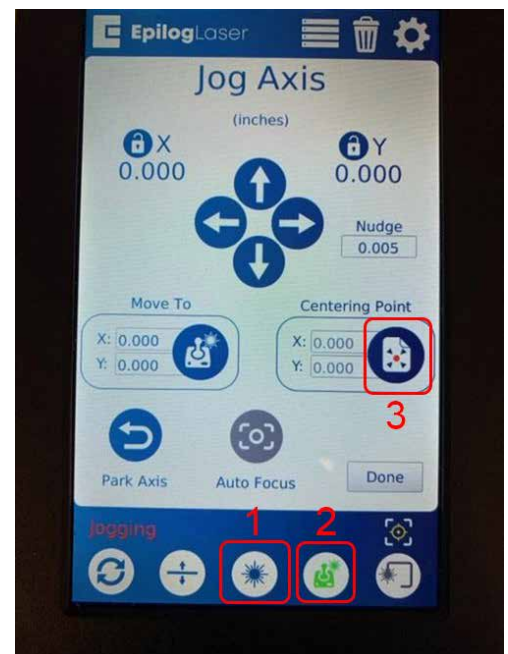 EpilogLaser
Jog Axis
(inches)
X
0.000
Y
0.000
Nudge
0.005
Move To
X: 0.000
Y: 0.000
Centering Point
X: 0.000
Y: 0.000
3
Park Axis
Auto Focus
Done
Jogging
1
2